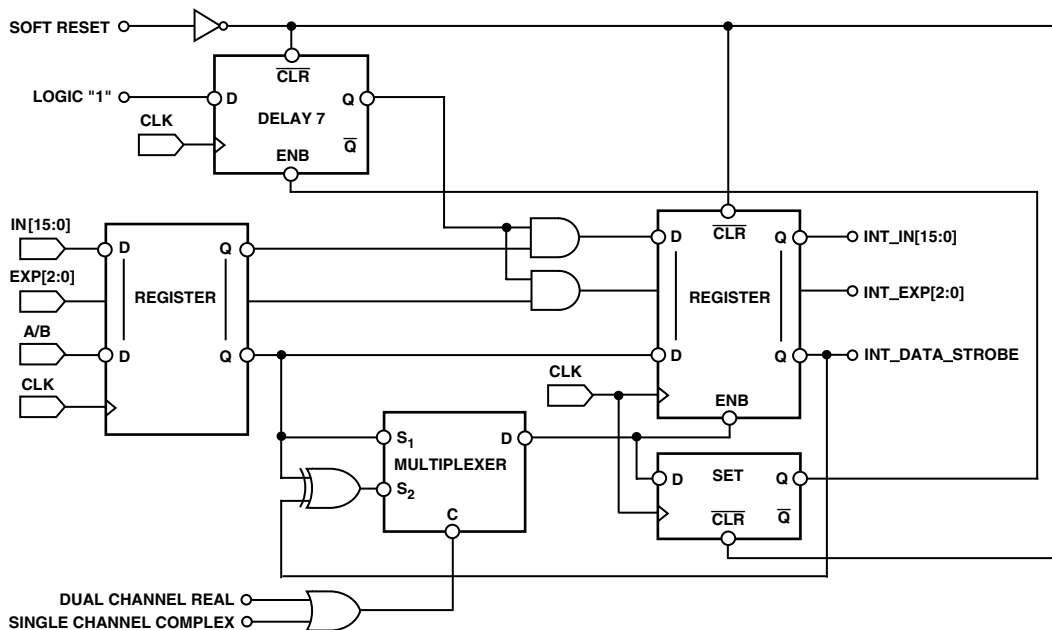 SOFT RESET
CLR
LOGIC "1"
D
Q
DELAY 7
CLK
Q
ENB
IN[15:0]
D
Q
EXP[2:0]
REGISTER
A/B
D
Q
CLK
D
CLR
Q
INT_IN[15:0]
REGISTER
INT_EXP[2:0]
D
Q
INT_DATA_STROBE
CLK
ENB
S1
D
MULTIPLEXER
S2
C
D
SET
Q
CLR
Q
DUAL CHANNEL REAL
SINGLE CHANNEL COMPLEX